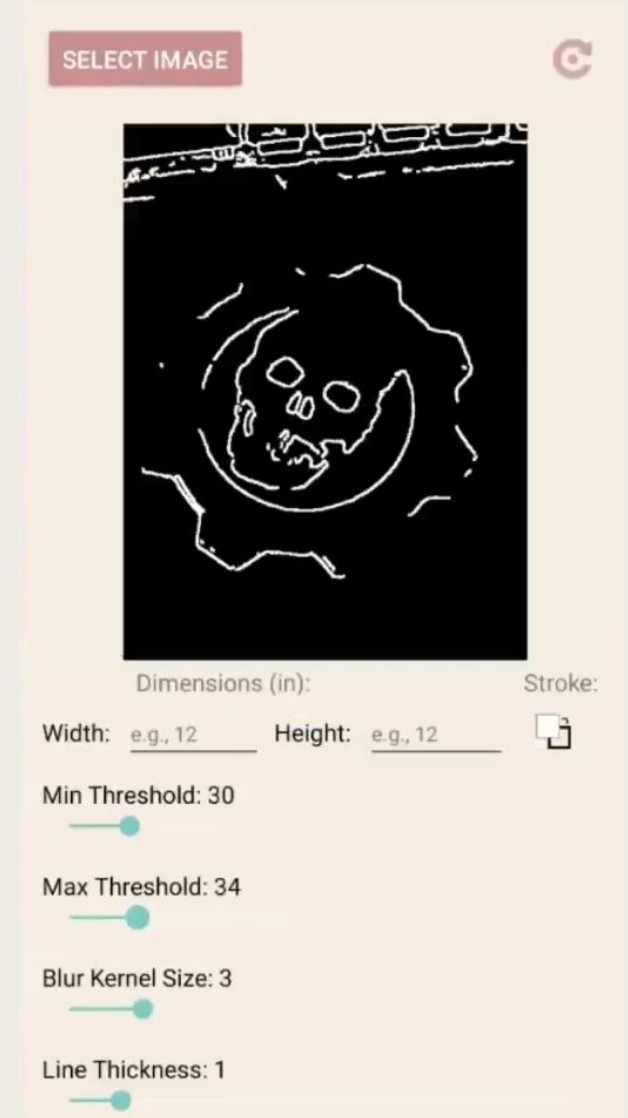 SELECT IMAGE
Dimensions (in): Stroke:
Width: e.g., 12 Height: e.g., 12
Min Threshold: 30
Max Threshold: 34
Blur Kernel Size: 3
Line Thickness: 1